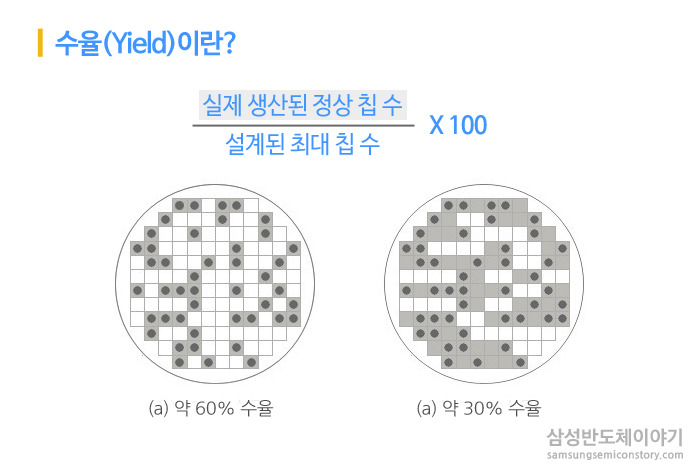 수율(Yield)이란?
실제 생산된 정상 칩 수
설계된 최대 칩 수
X 100
(a) 약 60% 수율
(a) 약 30% 수율
삼성반도체이야기
samsungsemiconstory.com